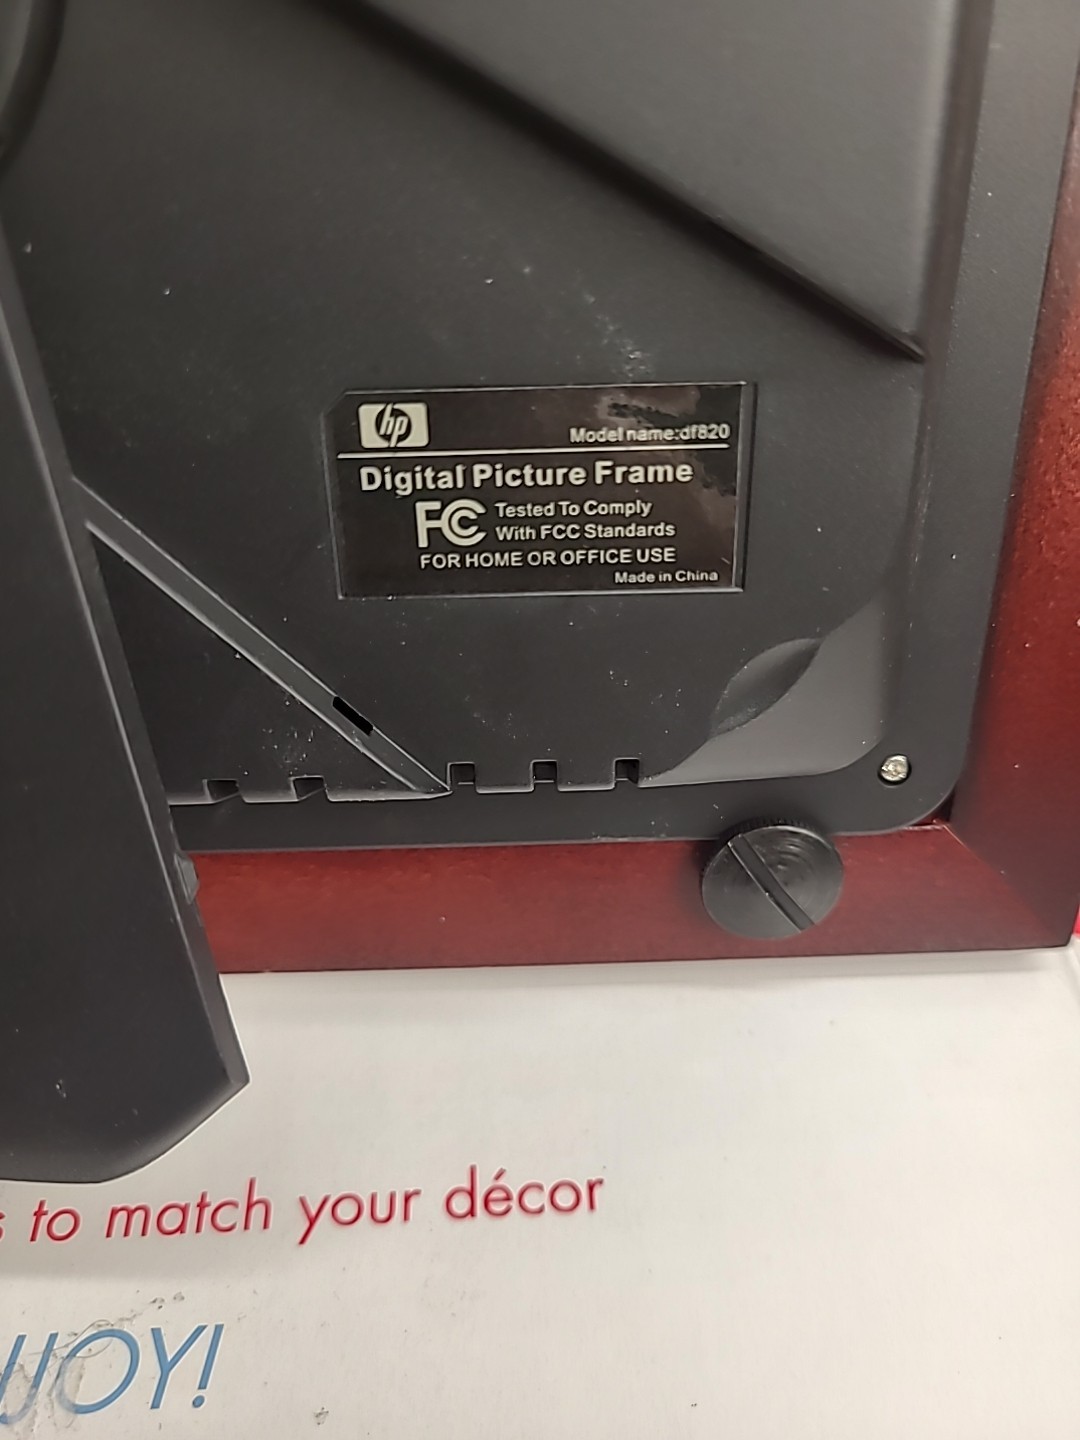 hp
Model name:df820
Digital Picture Frame
FC Tested To Comply
With FCC Standards
FOR HOME OR OFFICE USE
Made in China
to match your décor
JOY!